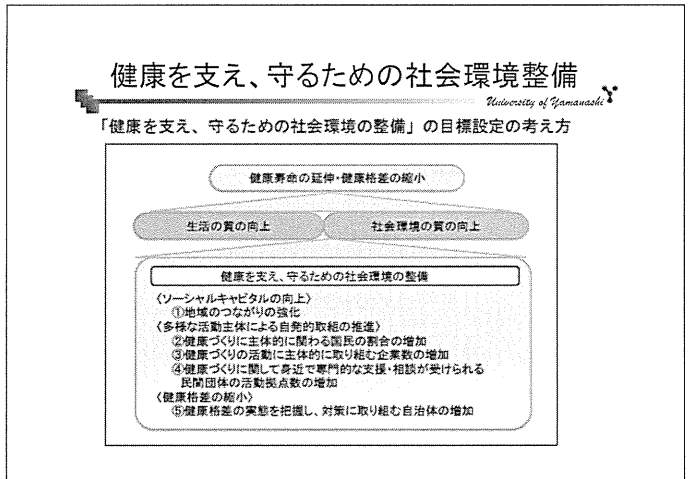 健康を支え、守るための社会環境整備
University of Yamanashi
「健康を支え、守るための社会環境の整備」の目標設定の考え方
健康寿命の延伸・健康格差の縮小
生活の質の向上
社会環境の質の向上
健康を支え、守るための社会環境の整備
〈ソーシャルキャピタルの向上〉
①地域のつながりの強化
〈多様な活動主体による自発的取組の推進〉
②健康づくりに主体的に関わる国民の割合の増加
③健康づくりの活動に主体的に取り組む企業数の増加
④健康づくりに関して身近で専門的な支援・相談が受けられる
民間団体の活動拠点数の増加
〈健康格差の縮小〉
⑤健康格差の実態を把握し、対策に取り組む自治体の増加